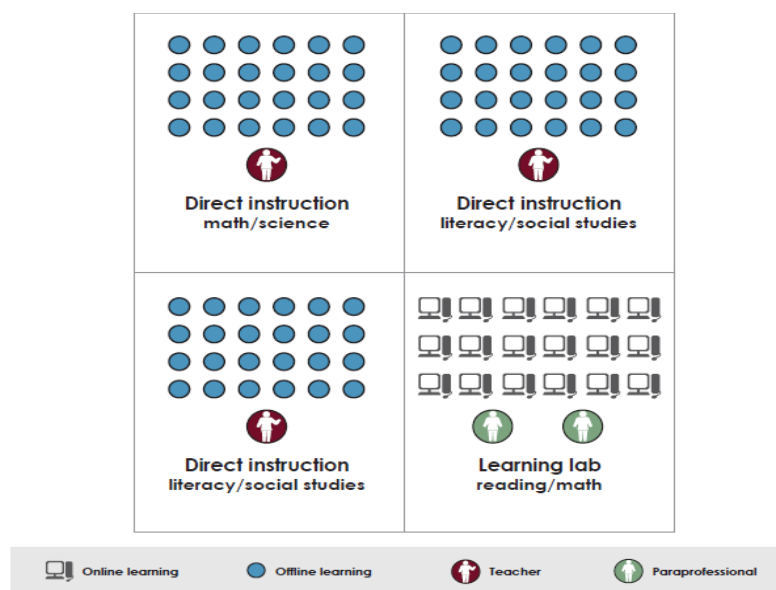 Direct instruction
math/science
Direct instruction
literacy/social studies
Direct instruction
literacy/social studies
Learning lab
reading/math
Online learning
Offline learning
Teacher
Paraprofessional